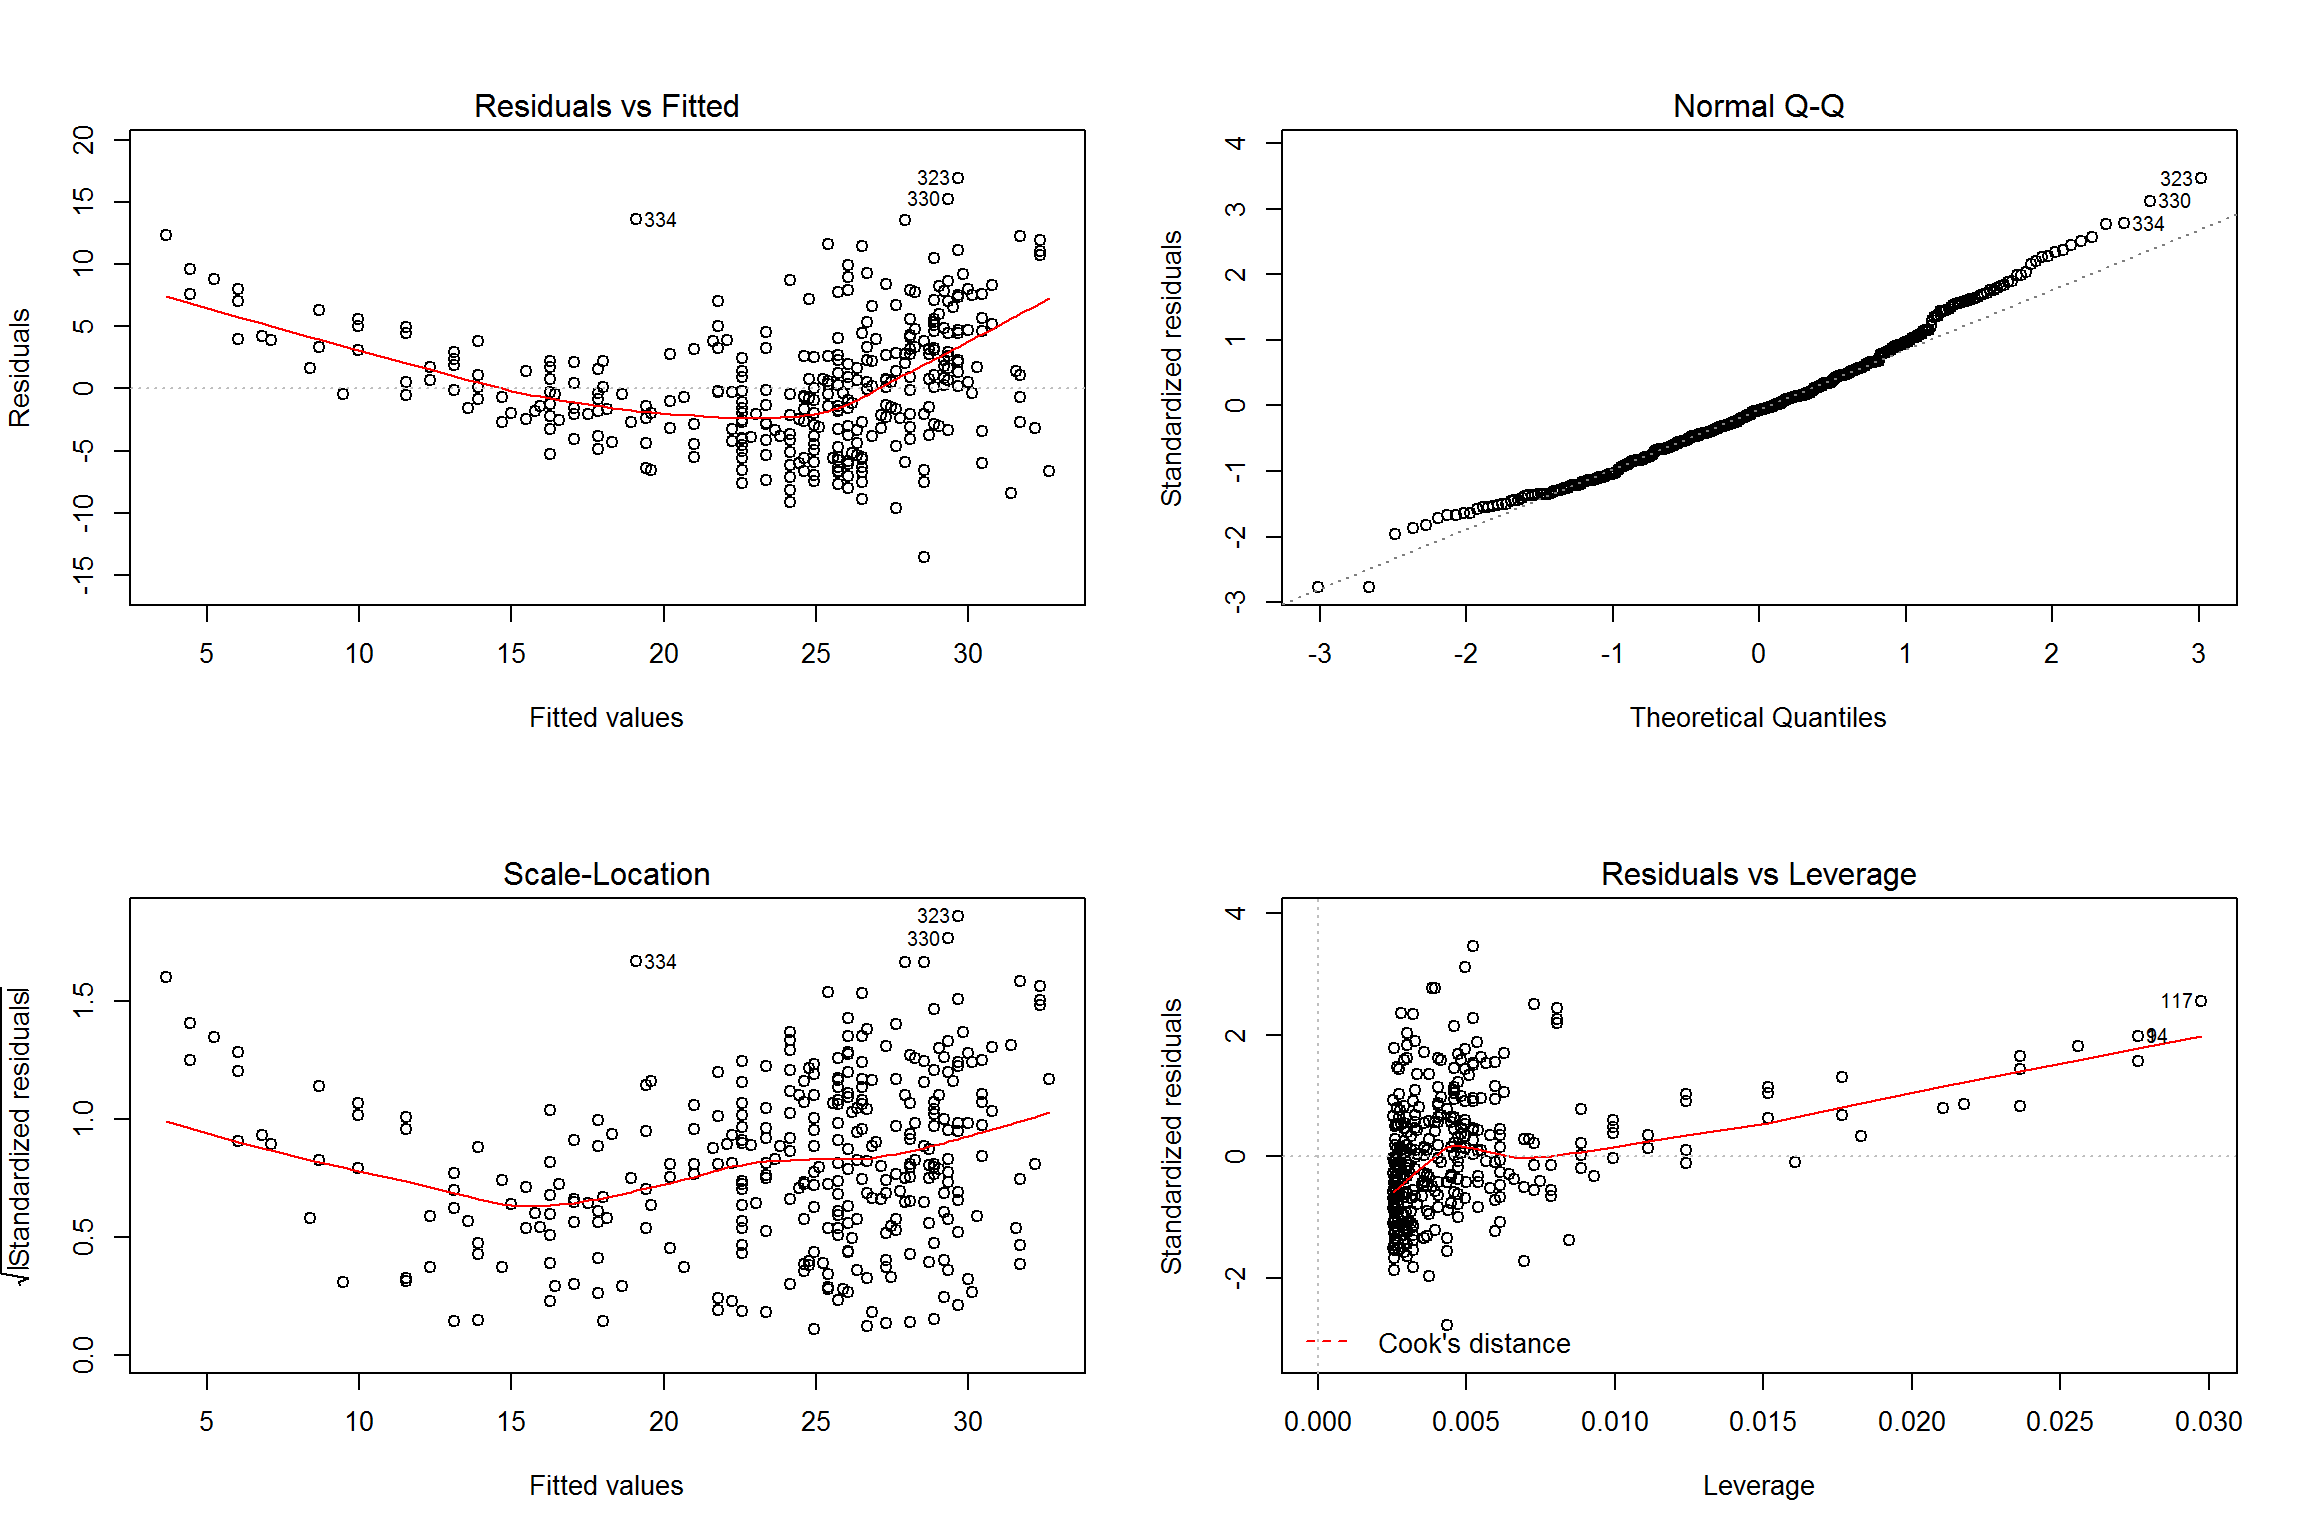 Residuals vs Fitted
Residuals
20
15
10
5
0
-5
-10
-15
323
330
334
5 10 15 20 25 30
Fitted values
Normal Q-Q
Standardized residuals
4
3
2
1
0
-1
-2
-3
323
330
334
-3 -2 -1 0 1 2 3
Theoretical Quantiles
Scale-Location
√|Standardized residuals|
1.5
1.0
0.5
0.0
323
330
334
5 10 15 20 25 30
Fitted values
Residuals vs Leverage
Standardized residuals
4
2
0
-2
117
94
Cook's distance
0.000 0.005 0.010 0.015 0.020 0.025 0.030
Leverage